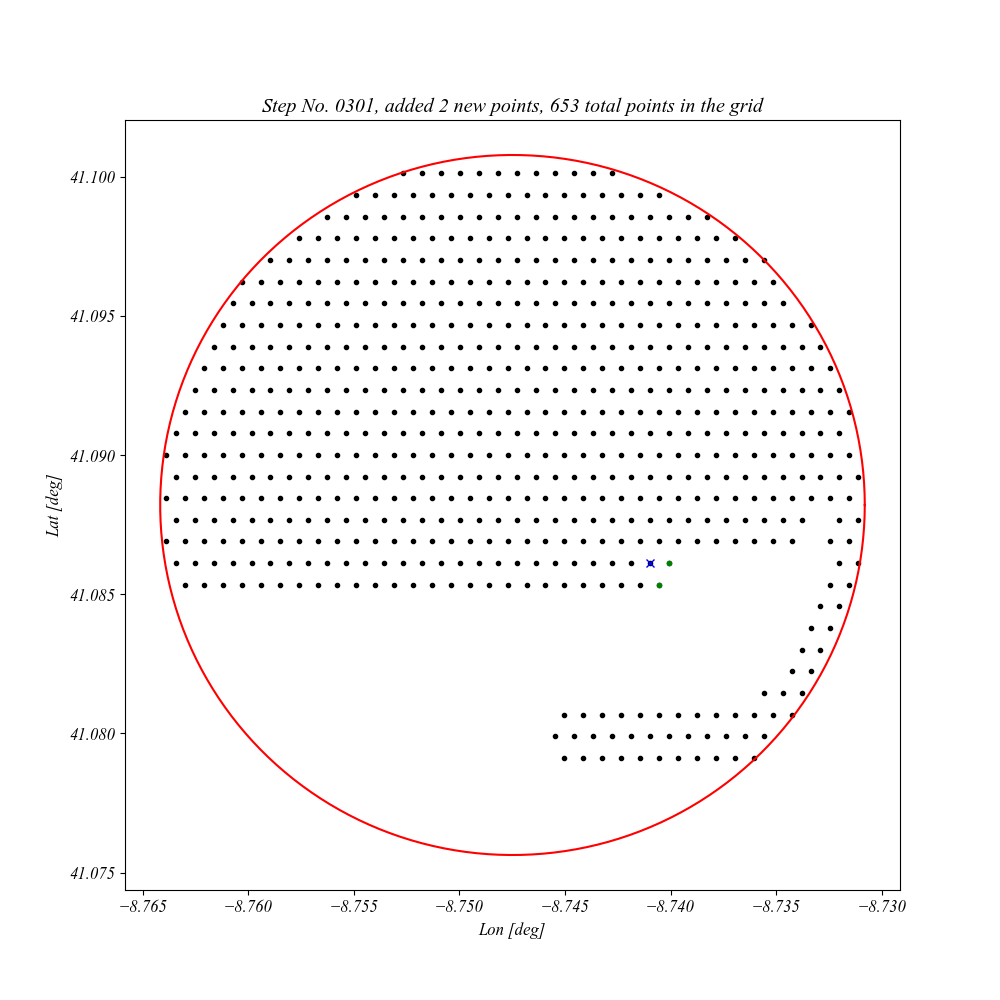 Step No. 0301, added 2 new points, 653 total points in the grid
41.100
41.095
41.090
41.085
41.080
41.075
Lat [deg]
−8.765 −8.760 −8.755 −8.750 −8.745 −8.740 −8.735 −8.730
Lon [deg]